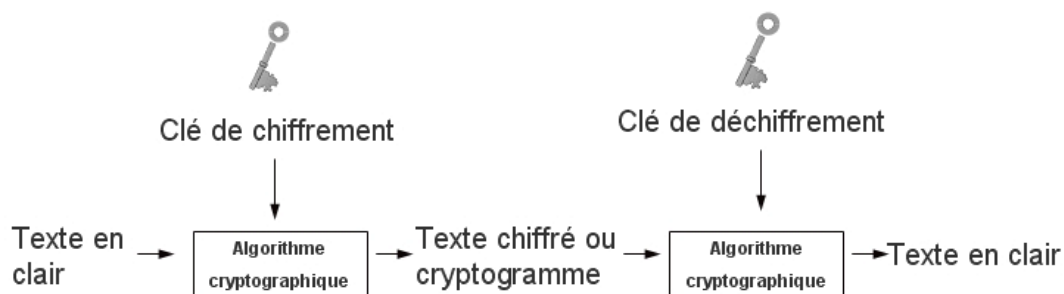 Clé de chiffrement
Clé de déchiffrement
Texte en
clair
Algorithme
cryptographique
Texte chiffré ou
cryptogramme
Algorithme
cryptographique
Texte en clair